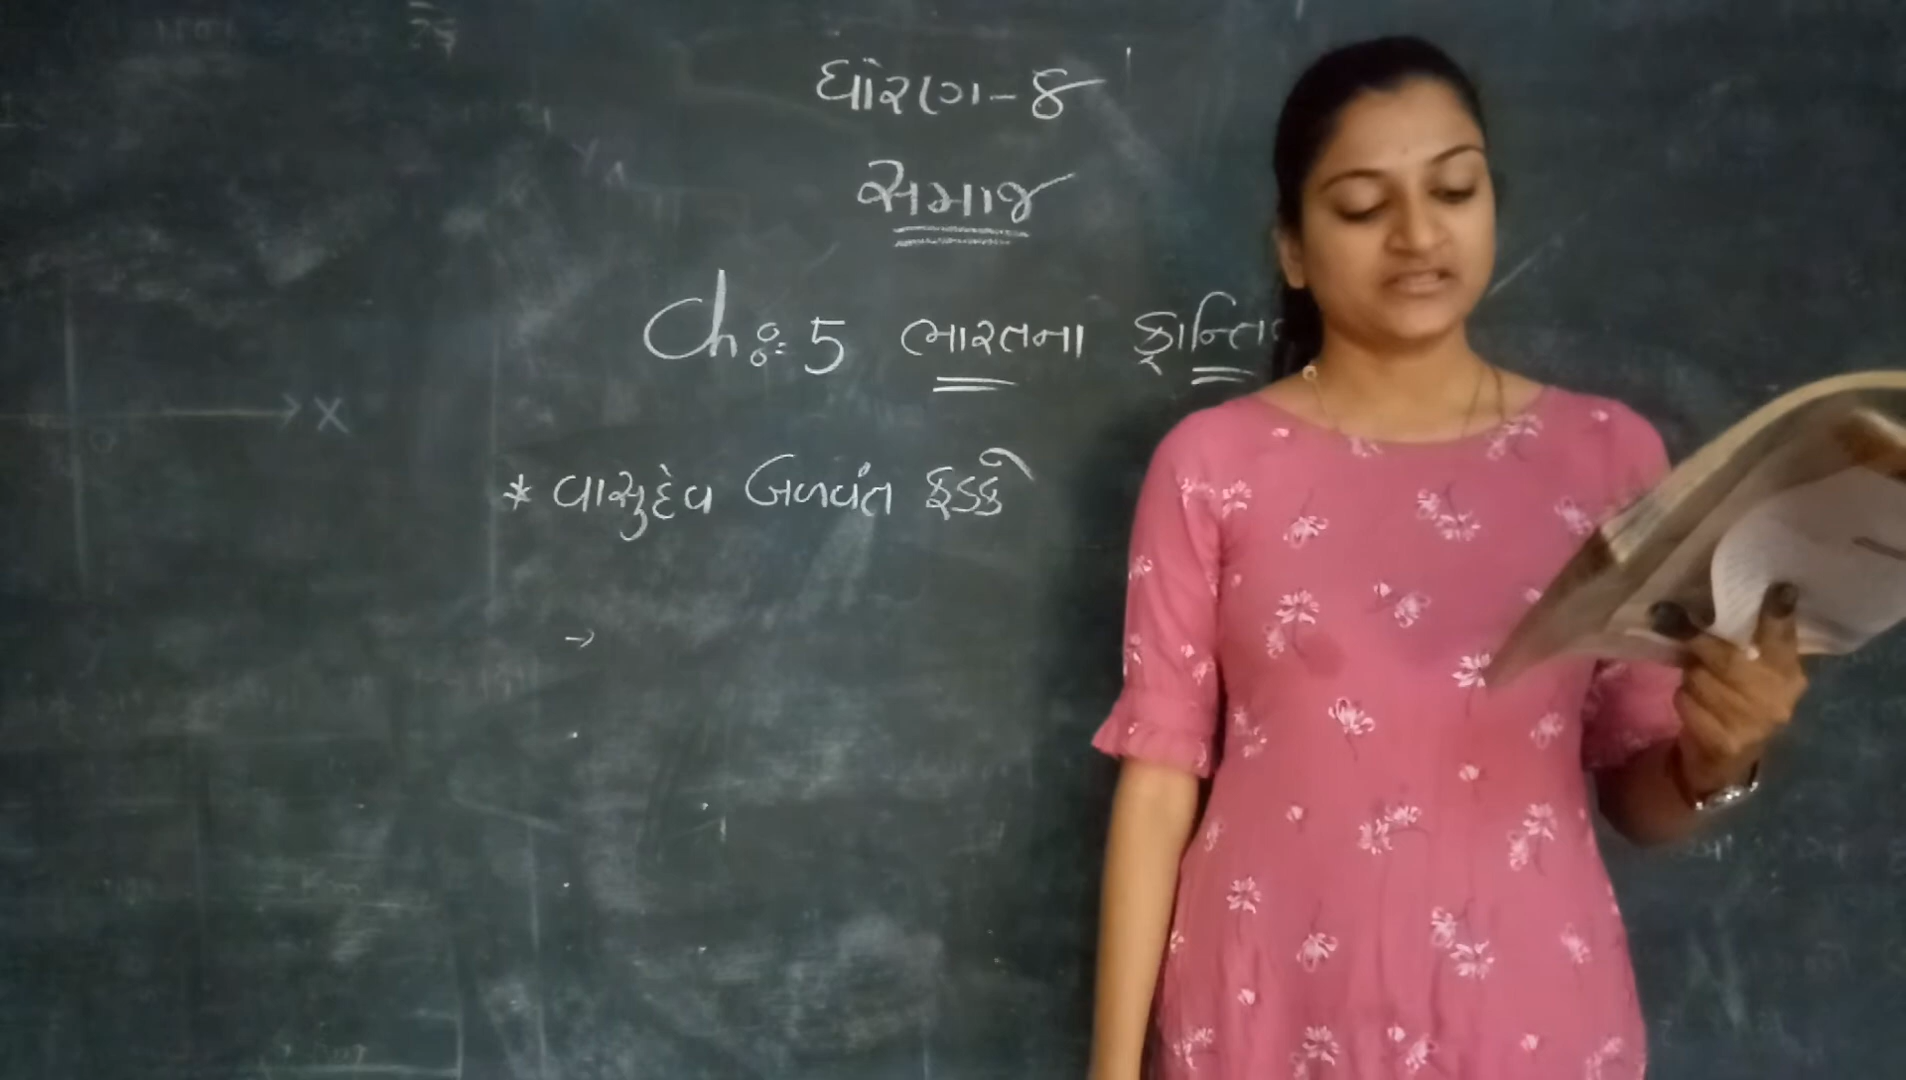 ધોરણ-8
સમાજ
Ch: 5 ભારતના
* વાસુદેવ બળવંત ફડકે
→
X